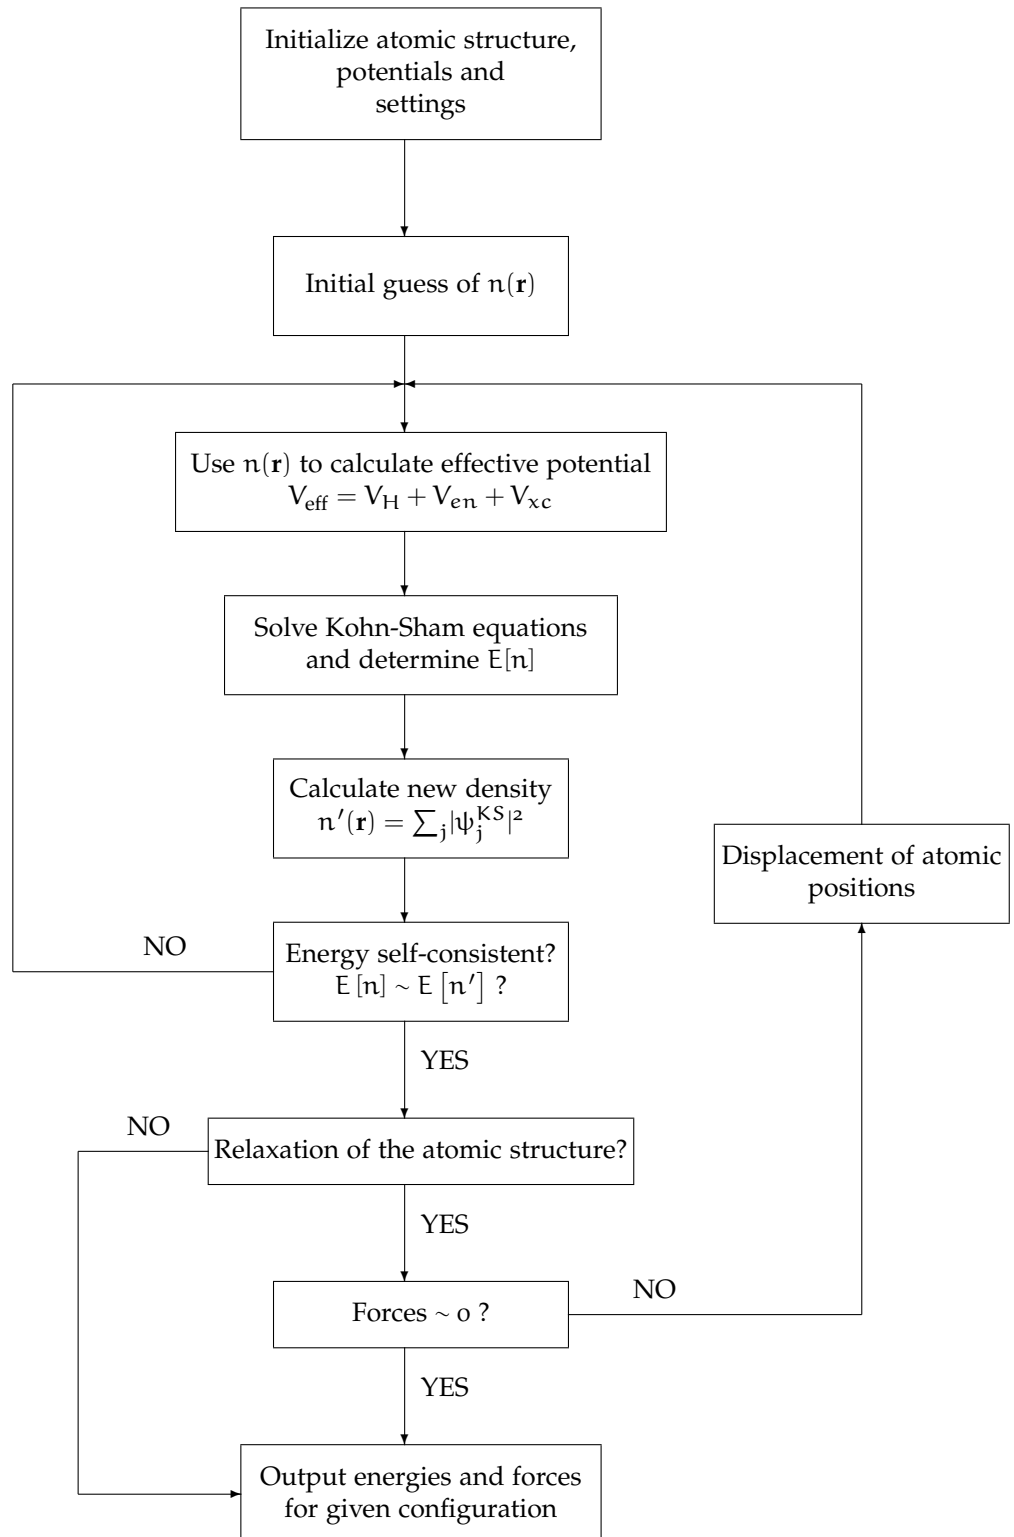 Initialize atomic structure,
potentials and
settings
Initial guess of n(r)
Use n(r) to calculate effective potential
V_eff = V_H + V_en + V_xc
Solve Kohn-Sham equations
and determine E[n]
Calculate new density
n′(r) = ∑_j|ψ_j^KS|²
Displacement of atomic
positions
NO
Energy self-consistent?
E [n] ∼ E [n′] ?
YES
NO
Relaxation of the atomic structure?
YES
NO
Forces ∼ 0 ?
YES
Output energies and forces
for given configuration